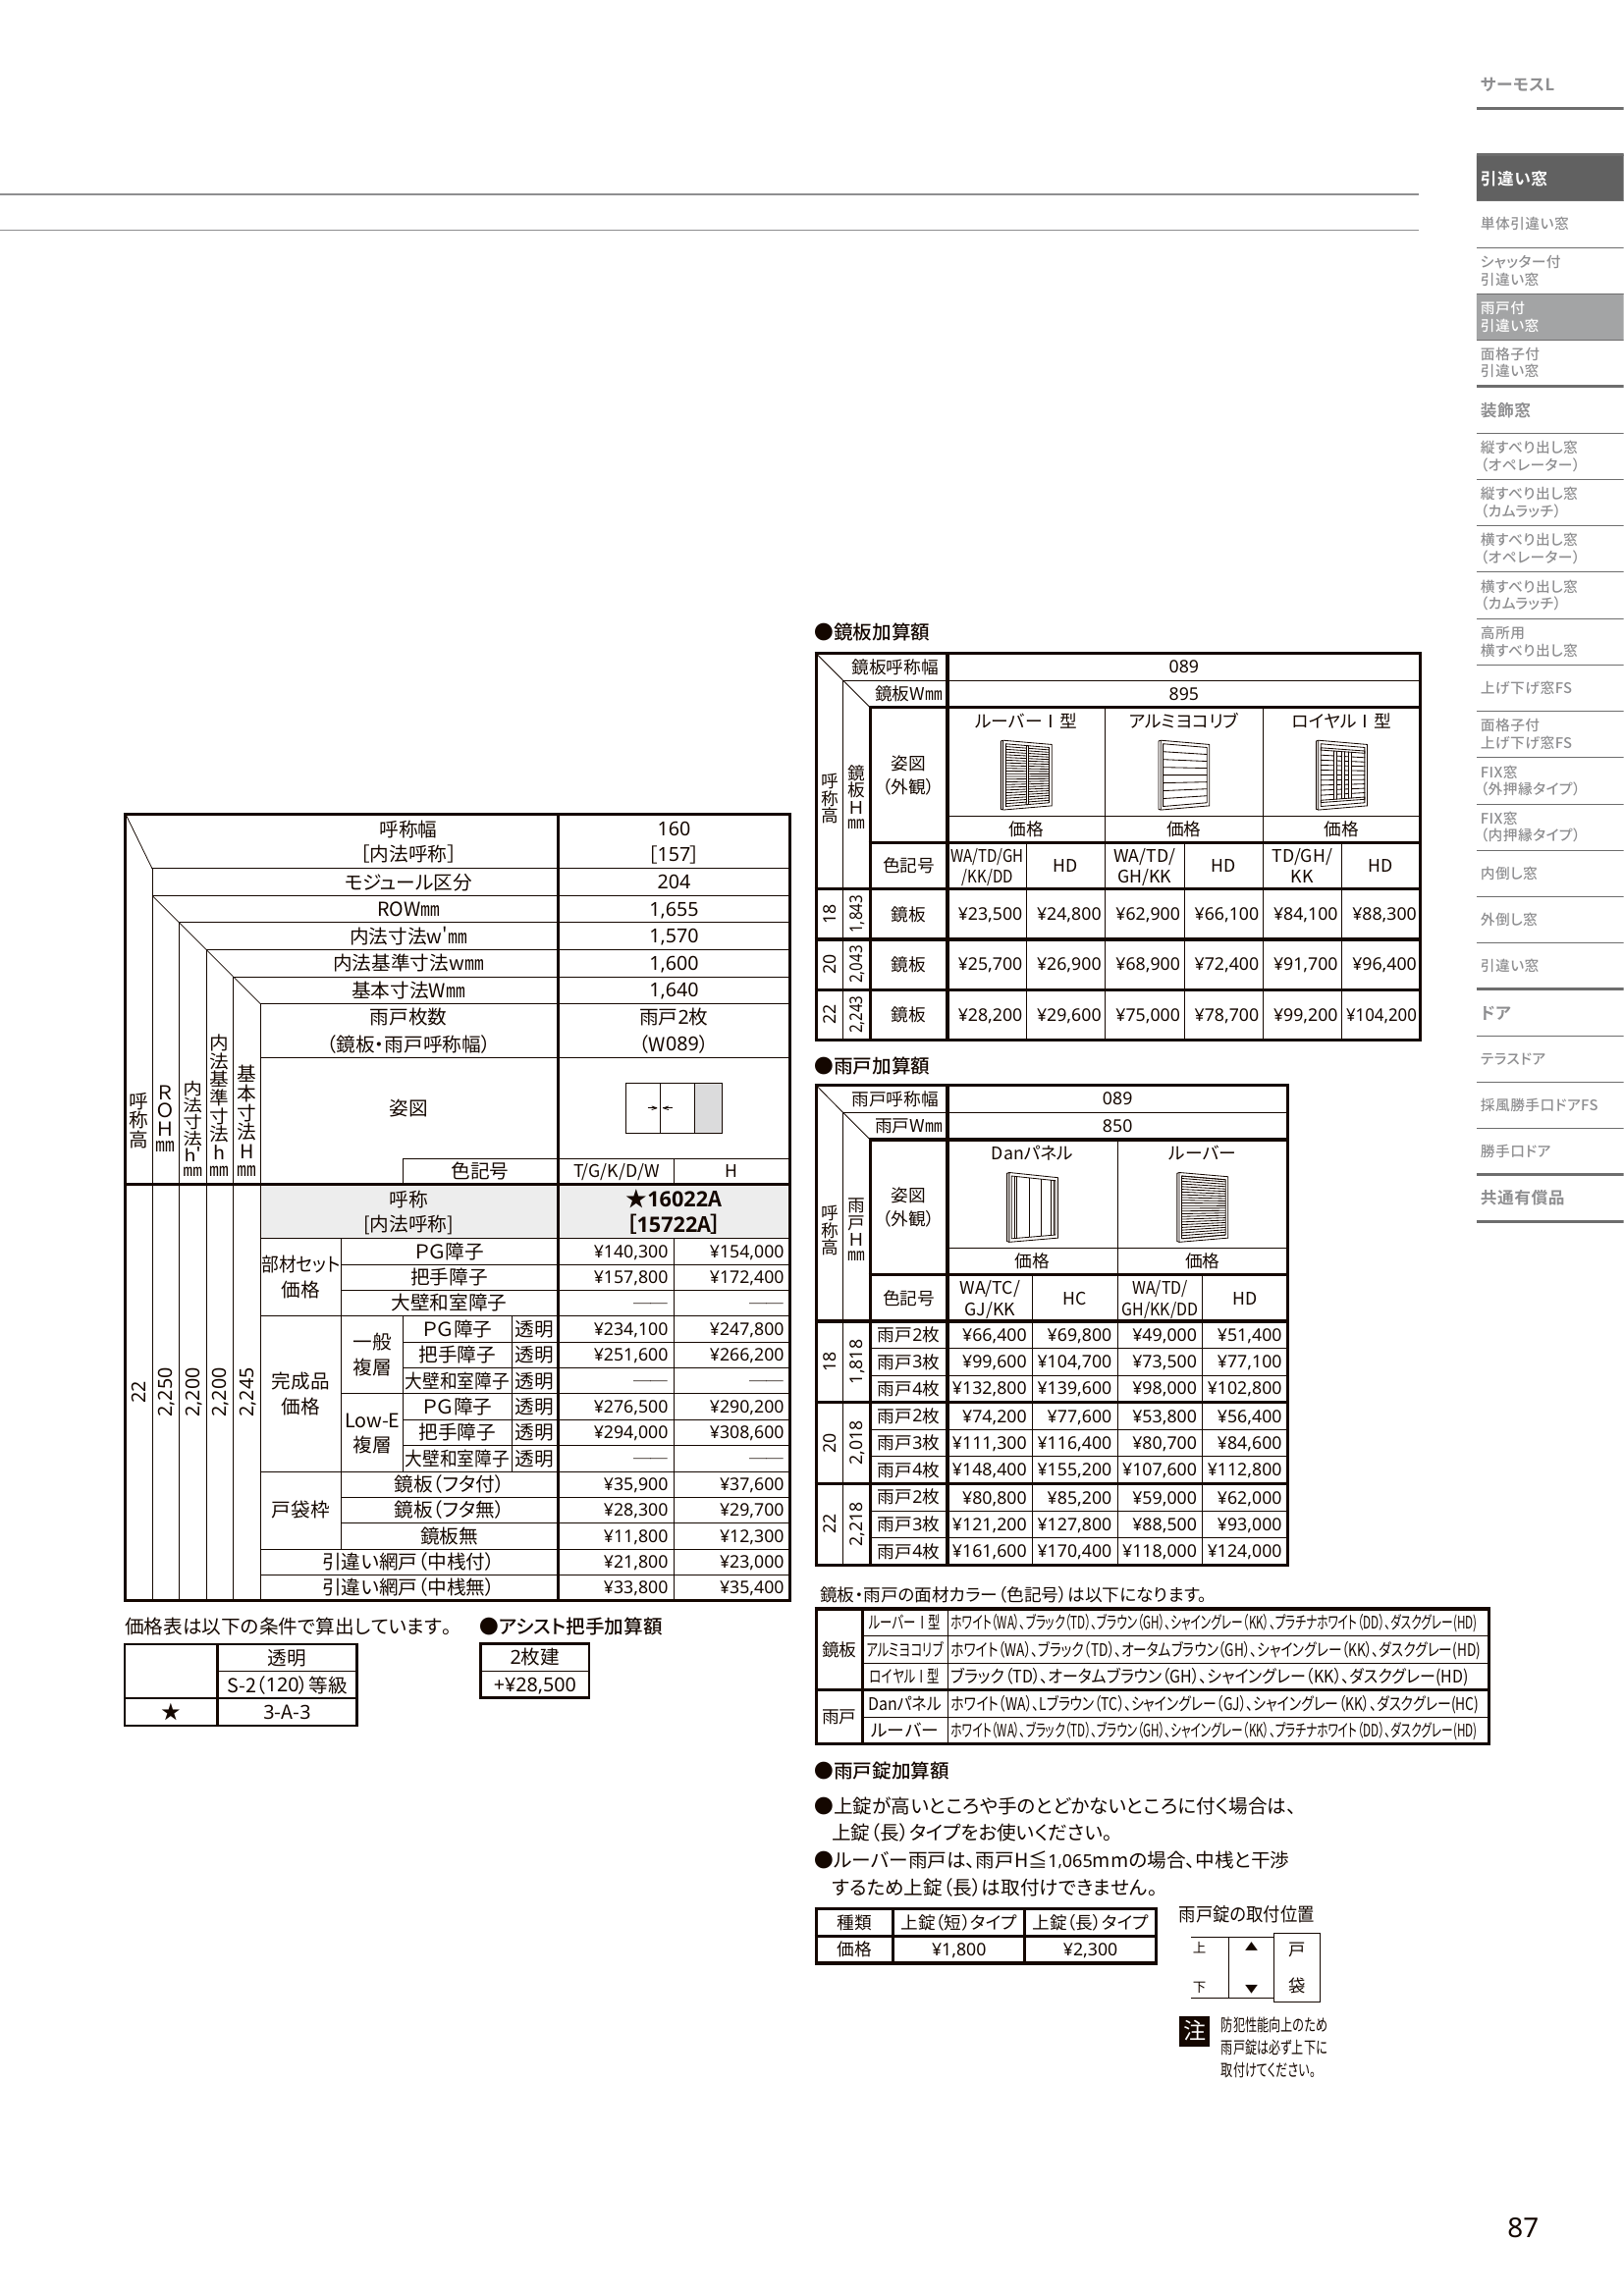 サーモスL
引違い窓
単体引違い窓
シャッター付
引違い窓
雨戸付
引違い窓
面格子付
引違い窓
装飾窓
縦すべり出し窓
（オペレーター）
縦すべり出し窓
（カムラッチ）
横すべり出し窓
（オペレーター）
横すべり出し窓
（カムラッチ）
高所用
横すべり出し窓
上げ下げ窓FS
面格子付
上げ下げ窓FS
FIX窓
（外押縁タイプ）
FIX窓
（内押縁タイプ）
内倒し窓
外倒し窓
引違い窓
ドア
テラスドア
採風勝手口ドアFS
勝手口ドア
共通有償品
呼称幅 160
［内法呼称］ ［157］
モジュール区分 204
ROW㎜ 1,655
内法寸法w'㎜ 1,570
内法基準寸法w㎜ 1,600
基本寸法W㎜ 1,640
雨戸枚数 雨戸2枚
（鏡板・雨戸呼称幅） （W089）
呼称高 ROH㎜ 内法寸法h'㎜ 内法基準寸法h㎜ 基本寸法H㎜
姿図
色記号 T/G/K/D/W H
22 2,250 2,200 2,200 2,245
呼称 ★16022A
[内法呼称] [15722A]
部材セット価格 PG障子 ¥140,300 ¥154,000
把手障子 ¥157,800 ¥172,400
大壁和室障子 —— ——
完成品価格 一般複層 PG障子 透明 ¥234,100 ¥247,800
把手障子 透明 ¥251,600 ¥266,200
大壁和室障子 透明 —— ——
Low-E複層 PG障子 透明 ¥276,500 ¥290,200
把手障子 透明 ¥294,000 ¥308,600
大壁和室障子 透明 —— ——
戸袋枠 鏡板（フタ付） ¥35,900 ¥37,600
鏡板（フタ無） ¥28,300 ¥29,700
鏡板無 ¥11,800 ¥12,300
引違い網戸（中桟付） ¥21,800 ¥23,000
引違い網戸（中桟無） ¥33,800 ¥35,400
価格表は以下の条件で算出しています。
透明
S-2（120）等級
★ 3-A-3
●アシスト把手加算額
2枚建
+¥28,500
●鏡板加算額
鏡板呼称幅 089
鏡板W㎜ 895
呼称高 鏡板H㎜
姿図（外観） ルーバーⅠ型 アルミヨコリブ ロイヤルⅠ型
価格 価格 価格
色記号 WA/TD/GH/KK/DD HD WA/TD/GH/KK HD TD/GH/KK HD
18 1,843 鏡板 ¥23,500 ¥24,800 ¥62,900 ¥66,100 ¥84,100 ¥88,300
20 2,043 鏡板 ¥25,700 ¥26,900 ¥68,900 ¥72,400 ¥91,700 ¥96,400
22 2,243 鏡板 ¥28,200 ¥29,600 ¥75,000 ¥78,700 ¥99,200 ¥104,200
●雨戸加算額
雨戸呼称幅 089
雨戸W㎜ 850
呼称高 雨戸H㎜
姿図（外観） Danパネル ルーバー
価格 価格
色記号 WA/TC/GJ/KK HC WA/TD/GH/KK/DD HD
18 1,818 雨戸2枚 ¥66,400 ¥69,800 ¥49,000 ¥51,400
雨戸3枚 ¥99,600 ¥104,700 ¥73,500 ¥77,100
雨戸4枚 ¥132,800 ¥139,600 ¥98,000 ¥102,800
20 2,018 雨戸2枚 ¥74,200 ¥77,600 ¥53,800 ¥56,400
雨戸3枚 ¥111,300 ¥116,400 ¥80,700 ¥84,600
雨戸4枚 ¥148,400 ¥155,200 ¥107,600 ¥112,800
22 2,218 雨戸2枚 ¥80,800 ¥85,200 ¥59,000 ¥62,000
雨戸3枚 ¥121,200 ¥127,800 ¥88,500 ¥93,000
雨戸4枚 ¥161,600 ¥170,400 ¥118,000 ¥124,000
鏡板・雨戸の面材カラー（色記号）は以下になります。
鏡板 ルーバーⅠ型 ホワイト（WA）、ブラック（TD）、ブラウン（GH）、シャイングレー（KK）、プラチナホワイト（DD）、ダスクグレー（HD）
アルミヨコリブ ホワイト（WA）、ブラック（TD）、オータムブラウン（GH）、シャイングレー（KK）、ダスクグレー（HD）
ロイヤルⅠ型 ブラック（TD）、オータムブラウン（GH）、シャイングレー（KK）、ダスクグレー（HD）
雨戸 Danパネル ホワイト（WA）、Lブラウン（TC）、シャイングレー（GJ）、シャイングレー（KK）、ダスクグレー（HC）
ルーバー ホワイト（WA）、ブラック（TD）、ブラウン（GH）、シャイングレー（KK）、プラチナホワイト（DD）、ダスクグレー（HD）
●雨戸錠加算額
●上錠が高いところや手のとどかないところに付く場合は、
上錠（長）タイプをお使いください。
●ルーバー雨戸は、雨戸H≦1,065mmの場合、中桟と干渉
するため上錠（長）は取付けできません。
種類 上錠（短）タイプ 上錠（長）タイプ
価格 ¥1,800 ¥2,300
雨戸錠の取付位置
上 ▲ 戸
下 ▼ 袋
注 防犯性能向上のため
雨戸錠は必ず上下に
取付けてください。
87